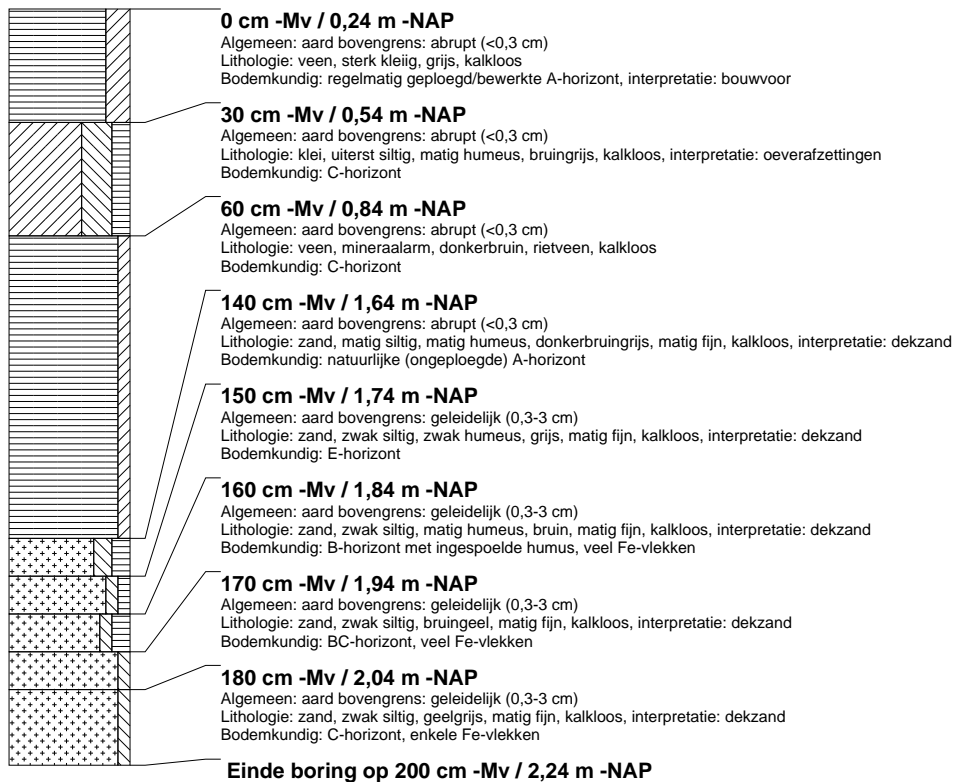 0 cm -Mv / 0,24 m -NAP
Algemeen: aard bovengrens: abrupt (<0,3 cm)
Lithologie: veen, sterk kleiig, grijs, kalkloos
Bodemkundig: regelmatig geploegd/bewerkte A-horizont, interpretatie: bouwvoor
30 cm -Mv / 0,54 m -NAP
Algemeen: aard bovengrens: abrupt (<0,3 cm)
Lithologie: klei, uiterst siltig, matig humeus, bruingrijs, kalkloos, interpretatie: oeverafzettingen
Bodemkundig: C-horizont
60 cm -Mv / 0,84 m -NAP
Algemeen: aard bovengrens: abrupt (<0,3 cm)
Lithologie: veen, mineraalarm, donkerbruin, rietveen, kalkloos
Bodemkundig: C-horizont
140 cm -Mv / 1,64 m -NAP
Algemeen: aard bovengrens: abrupt (<0,3 cm)
Lithologie: zand, matig siltig, matig humeus, donkerbruingrijs, matig fijn, kalkloos, interpretatie: dekzand
Bodemkundig: natuurlijke (ongeploegde) A-horizont
150 cm -Mv / 1,74 m -NAP
Algemeen: aard bovengrens: geleidelijk (0,3-3 cm)
Lithologie: zand, zwak siltig, zwak humeus, grijs, matig fijn, kalkloos, interpretatie: dekzand
Bodemkundig: E-horizont
160 cm -Mv / 1,84 m -NAP
Algemeen: aard bovengrens: geleidelijk (0,3-3 cm)
Lithologie: zand, zwak siltig, matig humeus, bruin, matig fijn, kalkloos, interpretatie: dekzand
Bodemkundig: B-horizont met ingespoelde humus, veel Fe-vlekken
170 cm -Mv / 1,94 m -NAP
Algemeen: aard bovengrens: geleidelijk (0,3-3 cm)
Lithologie: zand, zwak siltig, bruingeel, matig fijn, kalkloos, interpretatie: dekzand
Bodemkundig: BC-horizont, veel Fe-vlekken
180 cm -Mv / 2,04 m -NAP
Algemeen: aard bovengrens: geleidelijk (0,3-3 cm)
Lithologie: zand, zwak siltig, geelgrijs, matig fijn, kalkloos, interpretatie: dekzand
Bodemkundig: C-horizont, enkele Fe-vlekken
Einde boring op 200 cm -Mv / 2,24 m -NAP